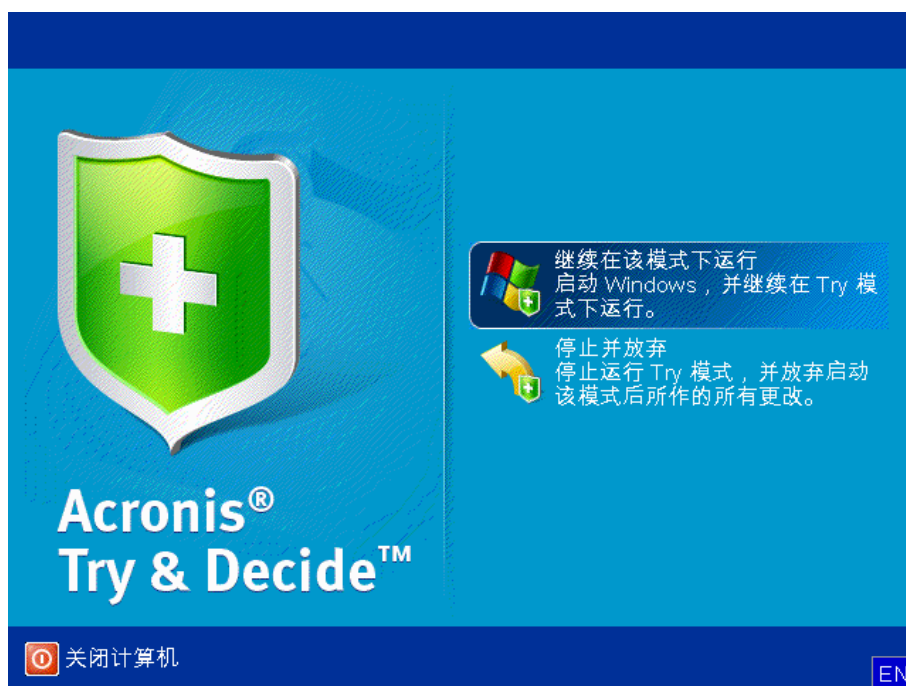 继续在该模式下运行
启动 Windows，并继续在 Try 模
式下运行。
停止并放弃
停止运行 Try 模式，并放弃启动
该模式后所作的所有更改。
Acronis®
Try & Decide™
关闭计算机
EN